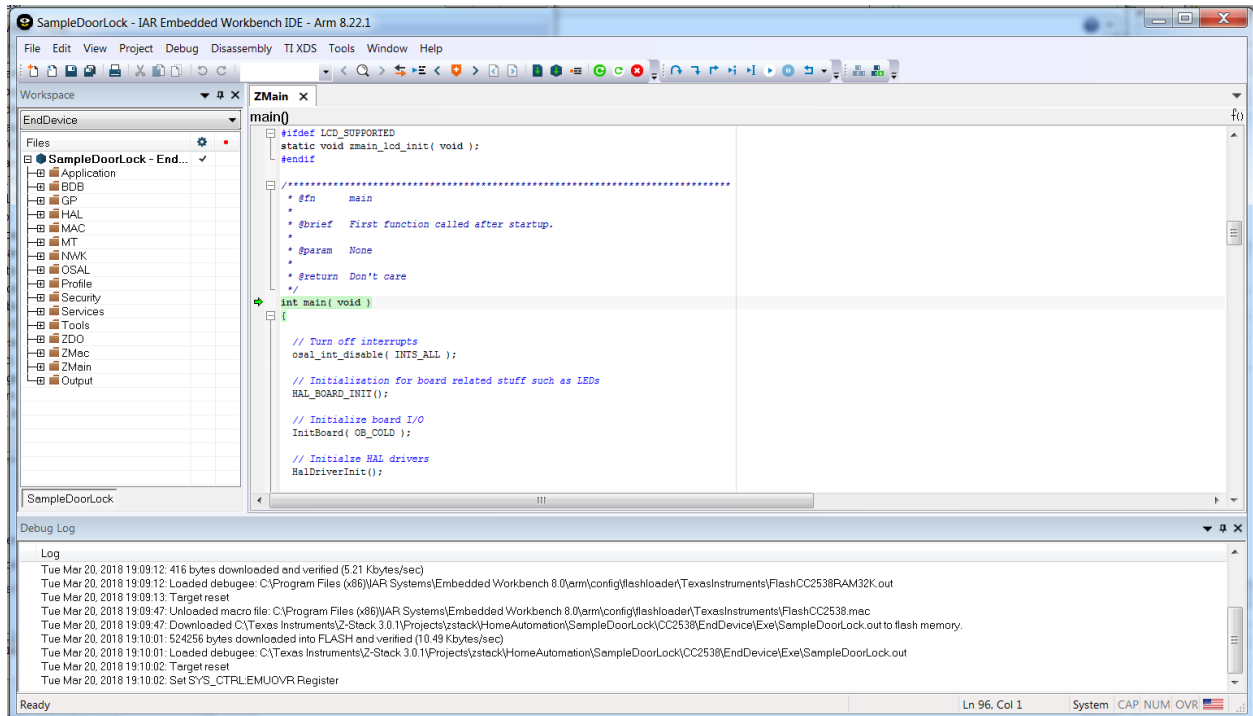 SampleDoorLock - IAR Embedded Workbench IDE - Arm 8.22.1
File Edit View Project Debug Disassembly TI XDS Tools Window Help
Workspace
EndDevice
Files
SampleDoorLock - End...
Application
BDB
GP
HAL
MAC
MT
NWK
OSAL
Profile
Security
Services
Tools
ZDO
ZMac
ZMain
Output
SampleDoorLock
ZMain
main()
f()
#ifdef LCD_SUPPORTED
static void zmain_lcd_init( void );
#endif
/*****************************************************************************
* @fn main
*
* @brief First function called after startup.
*
* @param None
*
* @return Don't care
*/
int main( void )
{
// Turn off interrupts
osal_int_disable( INTS_ALL );
// Initialization for board related stuff such as LEDs
HAL_BOARD_INIT();
// Initialize board I/O
InitBoard( OB_COLD );
// Initialze HAL drivers
HalDriverInit();
Debug Log
Log
Tue Mar 20, 2018 19:09:12: 416 bytes downloaded and verified (5.21 Kbytes/sec)
Tue Mar 20, 2018 19:09:12: Loaded debugee: C:\Program Files (x86)\IAR Systems\Embedded Workbench 8.0\arm\config\flashloader\TexasInstruments\FlashCC2538RAM32K.out
Tue Mar 20, 2018 19:09:13: Target reset
Tue Mar 20, 2018 19:09:47: Unloaded macro file: C:\Program Files (x86)\IAR Systems\Embedded Workbench 8.0\arm\config\flashloader\TexasInstruments\FlashCC2538.mac
Tue Mar 20, 2018 19:09:47: Downloaded C:\Texas Instruments\Z-Stack 3.0.1\Projects\zstack\HomeAutomation\SampleDoorLock\CC2538\EndDevice\Exe\SampleDoorLock.out to flash memory.
Tue Mar 20, 2018 19:10:01: 524256 bytes downloaded into FLASH and verified (10.49 Kbytes/sec)
Tue Mar 20, 2018 19:10:01: Loaded debugee: C:\Texas Instruments\Z-Stack 3.0.1\Projects\zstack\HomeAutomation\SampleDoorLock\CC2538\EndDevice\Exe\SampleDoorLock.out
Tue Mar 20, 2018 19:10:02: Target reset
Tue Mar 20, 2018 19:10:02: Set SYS_CTRL:EMUOVR Register
Ready
Ln 96, Col 1
System CAP NUM OVR